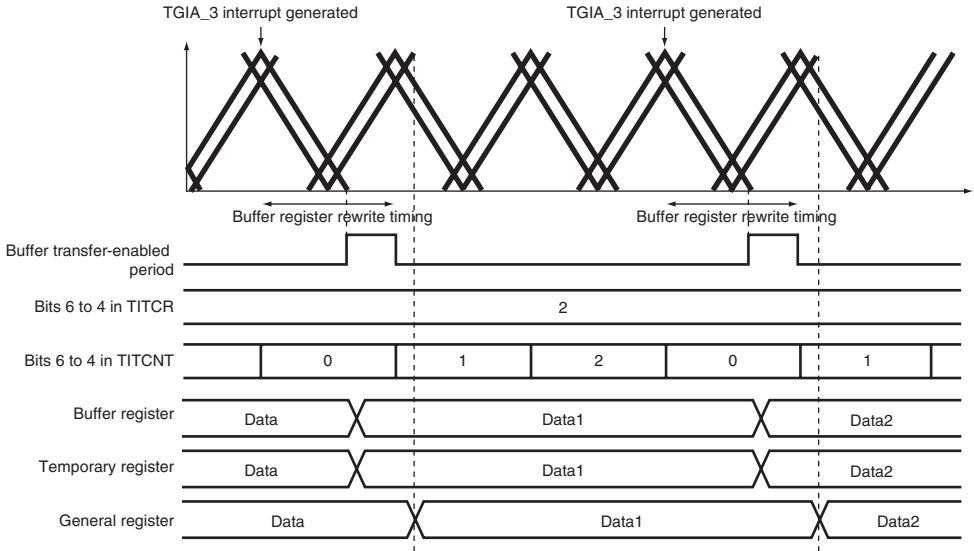 TGIA_3 interrupt generated TGIA_3 interrupt generated
Buffer register rewrite timing Buffer register rewrite timing
Buffer transfer-enabled
period
Bits 6 to 4 in TITCR 2
Bits 6 to 4 in TITCNT 0 1 2 0 1
Buffer register Data Data1 Data2
Temporary register Data Data1 Data2
General register Data Data1 Data2